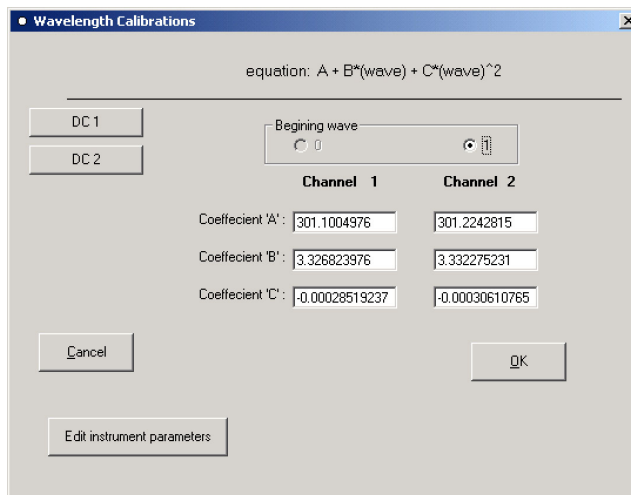 Wavelength Calibrations
equation: A + B*(wave) + C*(wave)^2
DC 1
DC 2
Begining wave
0
1
Channel 1
Channel 2
Coeffecient 'A' :
301.1004976
301.2242815
Coeffecient 'B' :
3.326823976
3.332275231
Coeffecient 'C' :
-0.00028519237
-0.00030610765
Cancel
OK
Edit instrument parameters